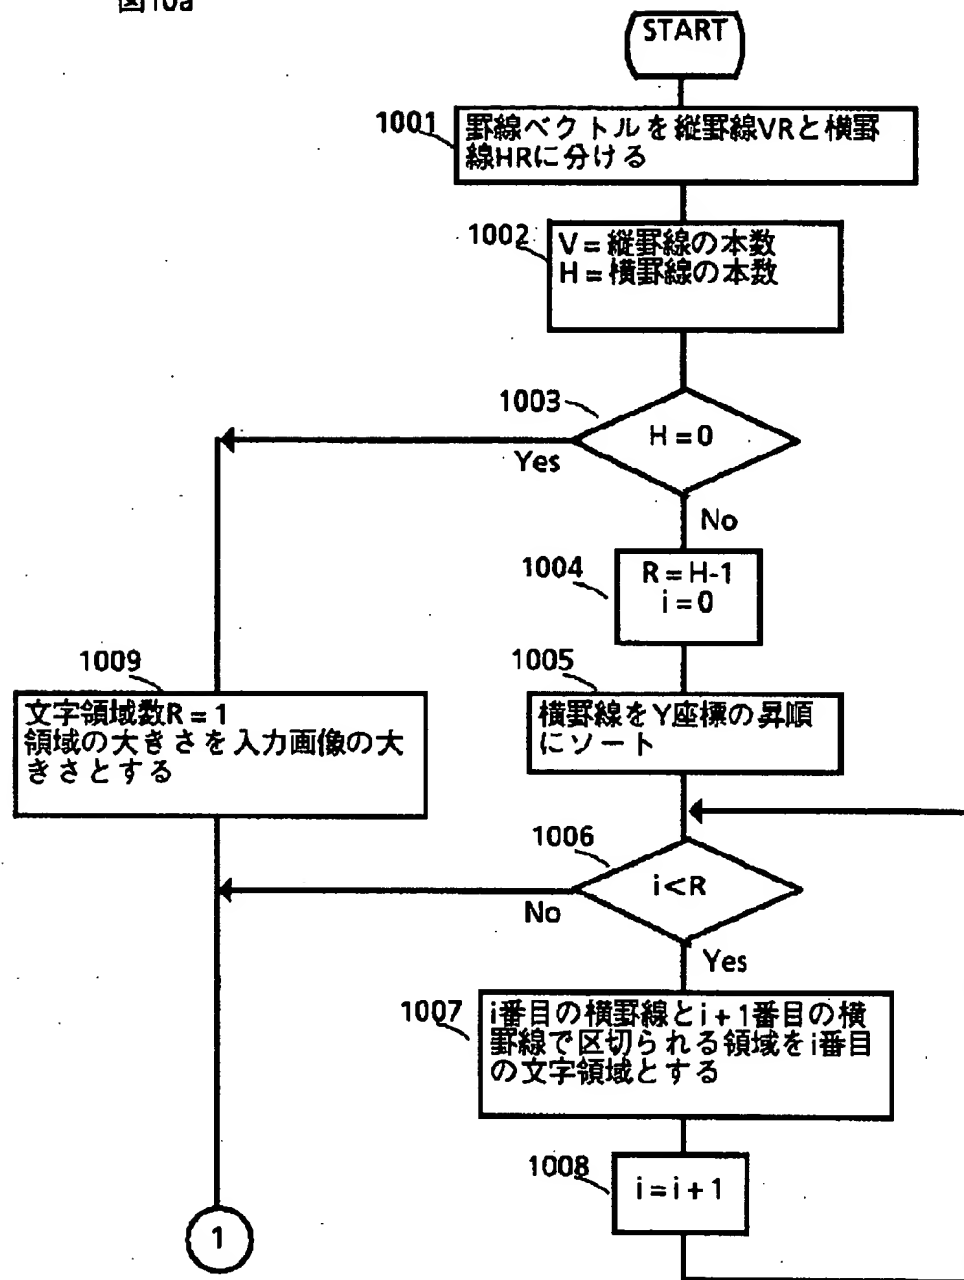 図10a
START
1001
罫線ベクトルを縦罫線VRと横罫
線HRに分ける
1002
V=縦罫線の本数
H=横罫線の本数
1003
H=0
Yes
No
1004
R=H-1
i=0
1009
文字領域数R=1
領域の大きさを入力画像の大
きさとする
1005
横罫線をY座標の昇順
にソート
1006
i<R
No
Yes
1007
i番目の横罫線とi+1番目の横
罫線で区切られる領域をi番目
の文字領域とする
1008
i=i+1
1